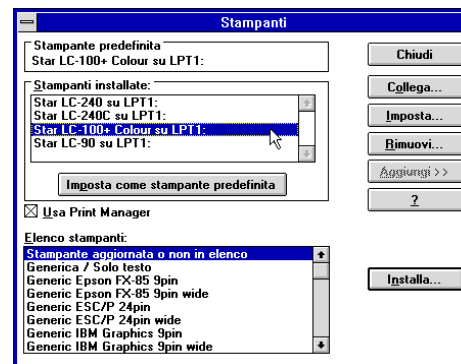 Stampanti
Stampante predefinita
Star LC-100+ Colour su LPT1:
Stampanti installate:
Star LC-240 su LPT1:
Star LC-240C su LPT1:
Star LC-100+ Colour su LPT1:
Star LC-90 su LPT1:
Imposta come stampante predefinita
Usa Print Manager
Elenco stampanti:
Stampante aggiornata o non in elenco
Generica / Solo testo
Generic Epson FX-85 9pin
Generic Epson FX-85 9pin wide
Generic ESC/P 24pin
Generic ESC/P 24pin wide
Generic IBM Graphics 9pin
Generic IBM Graphics 9pin wide
Chiudi
Collega...
Imposta...
Rimuovi...
Aggiungi >>
?
Installa...